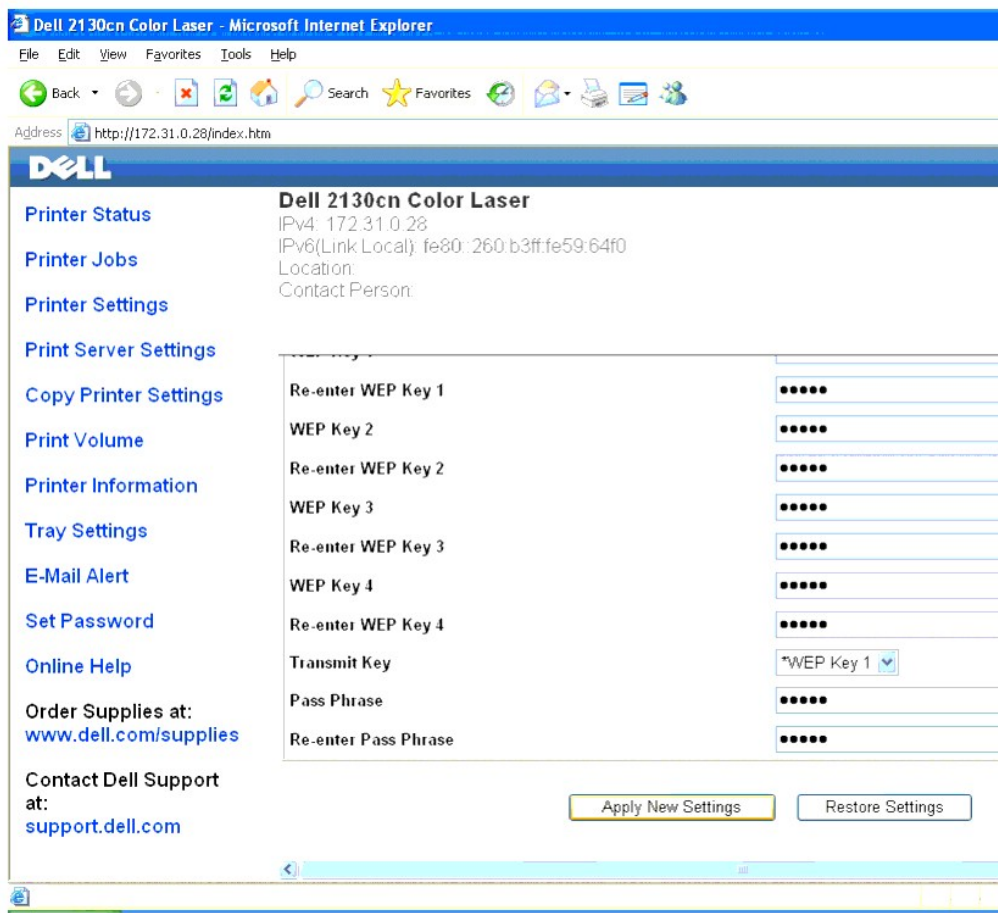 Dell 2130cn Color Laser - Microsoft Internet Explorer
File Edit View Favorites Tools Help
Back Search Favorites
Address http://172.31.0.28/index.htm
DELL
Dell 2130cn Color Laser
IPv4: 172.31.0.28
IPv6(Link Local): fe80::260:b3ff:fe59:64f0
Location:
Contact Person:
Printer Status
Printer Jobs
Printer Settings
Print Server Settings
Copy Printer Settings
Print Volume
Printer Information
Tray Settings
E-Mail Alert
Set Password
Online Help
Order Supplies at:
www.dell.com/supplies
Contact Dell Support
at:
support.dell.com
Re-enter WEP Key 1 •••••
WEP Key 2 •••••
Re-enter WEP Key 2 •••••
WEP Key 3 •••••
Re-enter WEP Key 3 •••••
WEP Key 4 •••••
Re-enter WEP Key 4 •••••
Transmit Key *WEP Key 1
Pass Phrase •••••
Re-enter Pass Phrase •••••
Apply New Settings Restore Settings